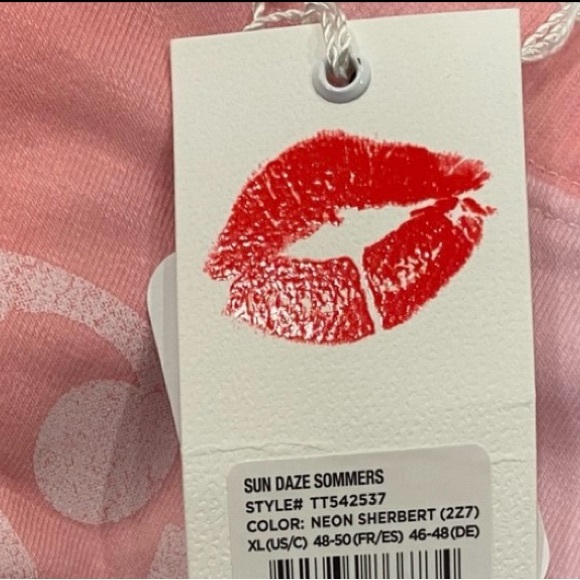 SUN DAZE SOMMERS
STYLE# TT542537
COLOR: NEON SHERBERT (2Z7)
XL(US/C) 48-50(FR/ES) 46-48(DE)